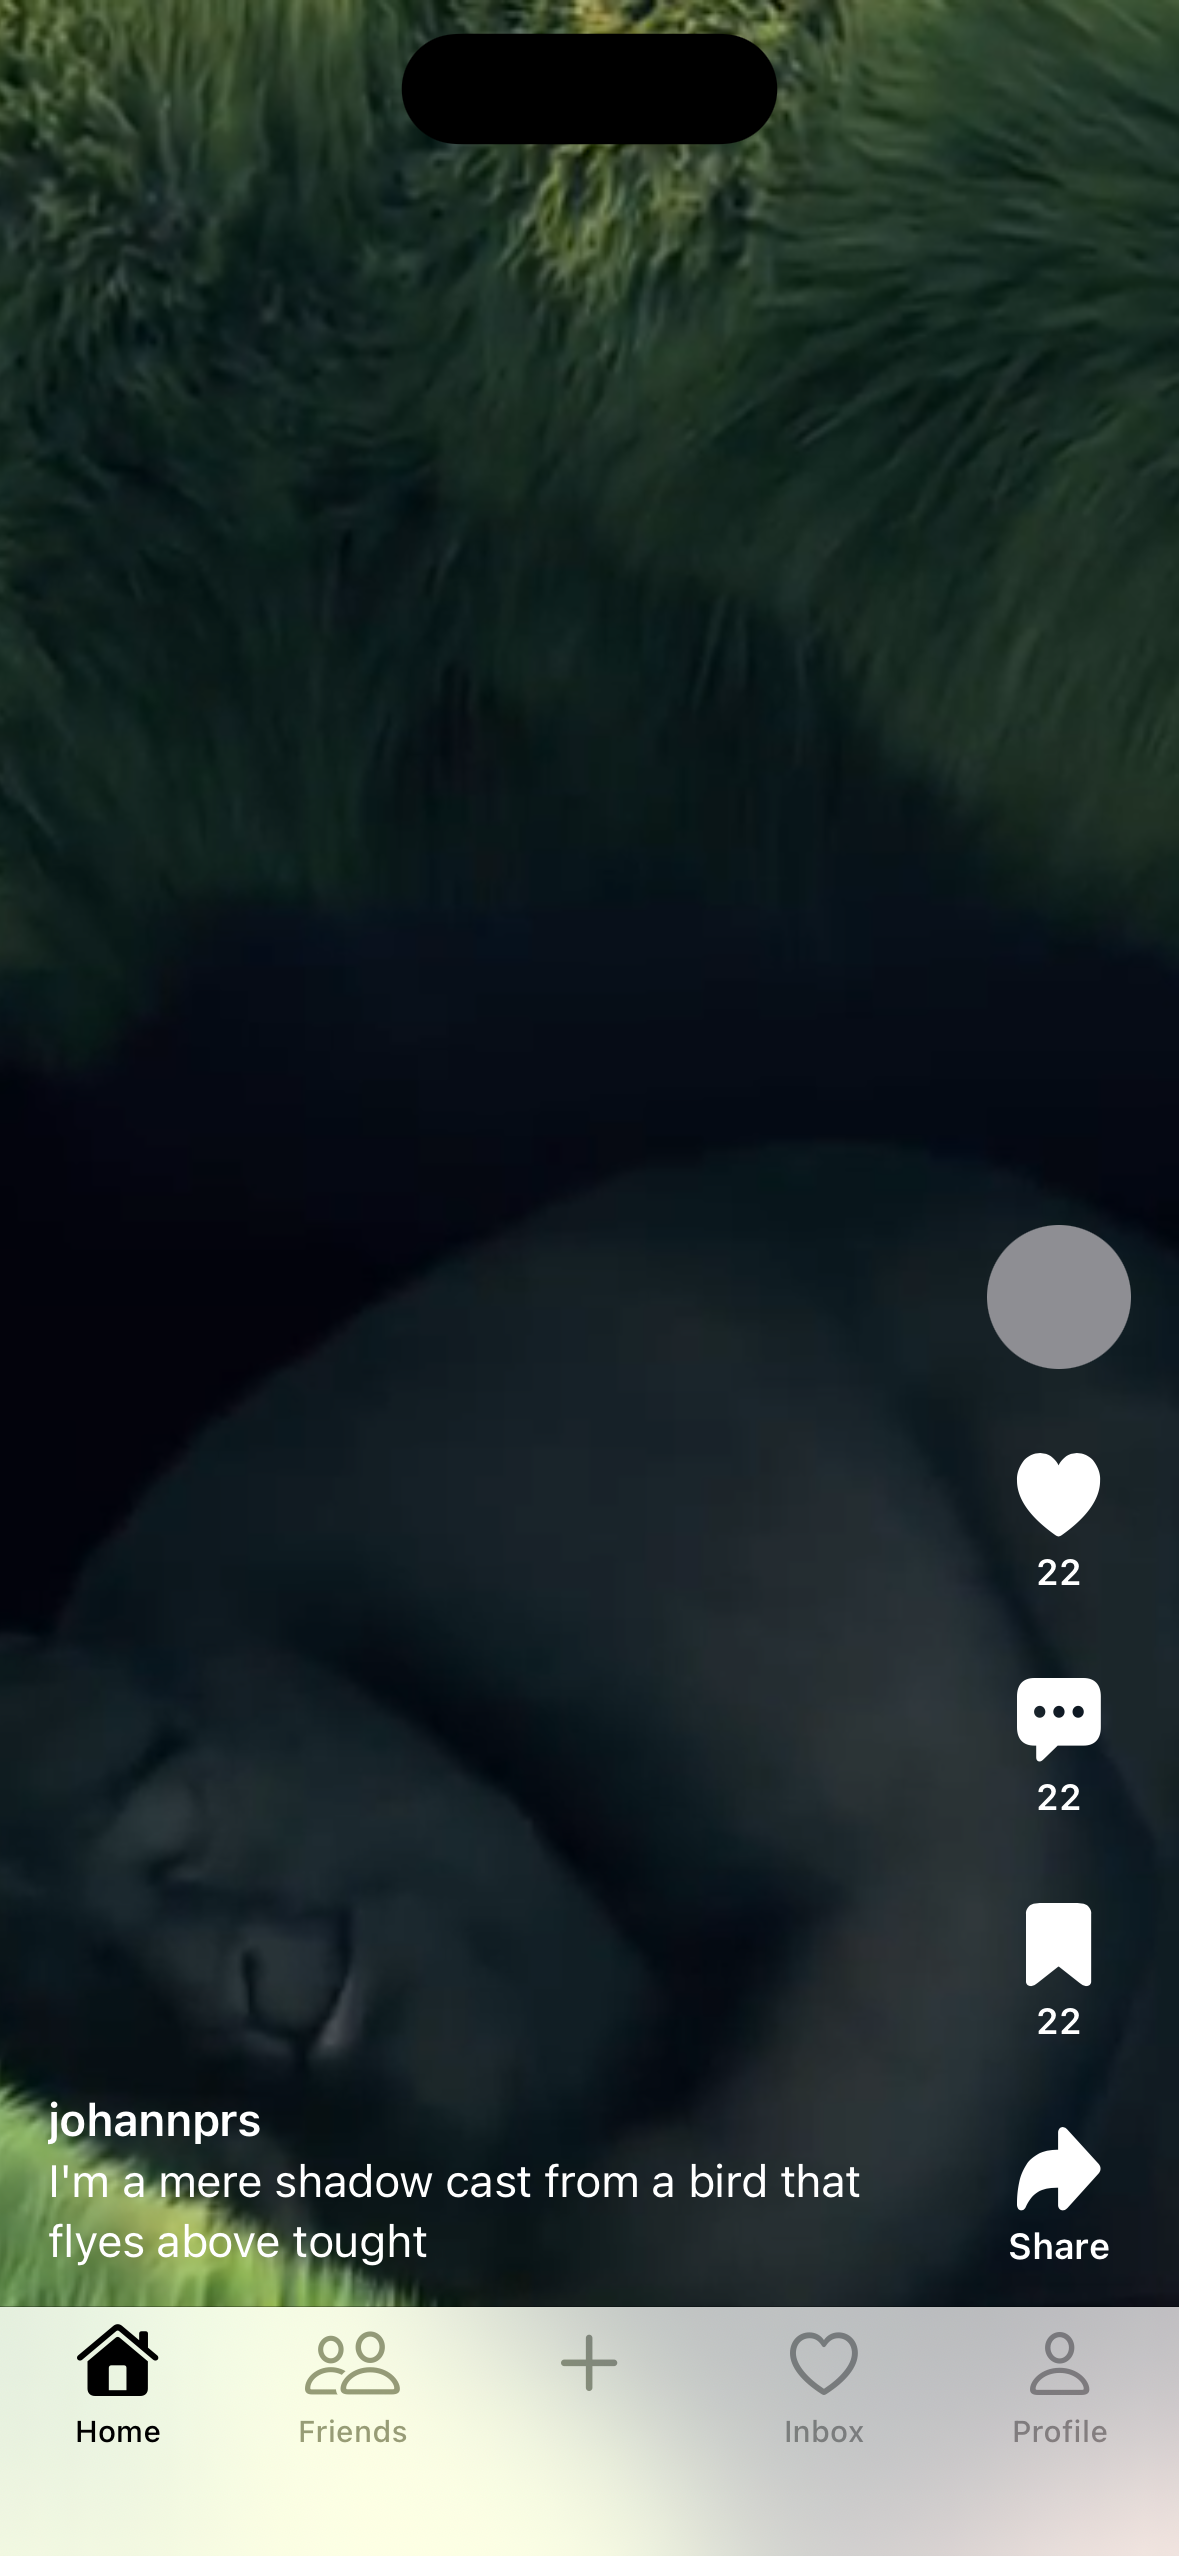 22
22
22
johannprs
I'm a mere shadow cast from a bird that
flyes above tought
Share
Home
Friends
Inbox
Profile